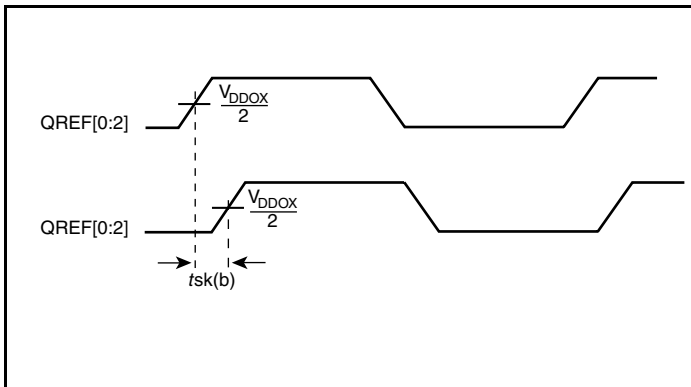 V_DDOX
2
QREF[0:2]
V_DDOX
2
QREF[0:2]
tsk(b)